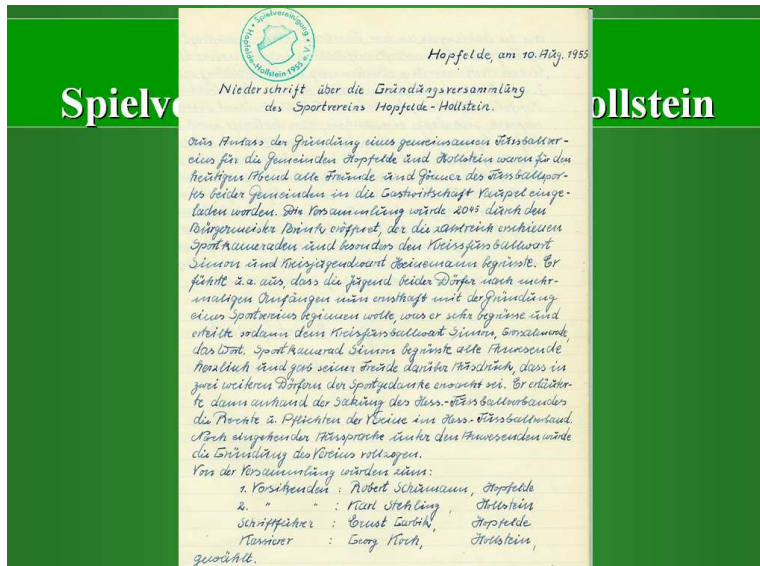 Spielve ollstein
Spielvereinigung Hopfelde-Hollstein 1955 e.V.
Hopfelde, am 10. Aug. 1955
Niederschrift über die Gründungsversammlung
des Sportvereins Hopfelde-Hollstein.
Aus Anlass der Gründung eines gemeinsamen Fussballver-
eins für die Gemeinden Hopfelde und Hollstein waren für den
heutigen Abend alle Freunde und Gönner des Fussballspor-
tes beider Gemeinden in die Gastwirtschaft Vaupel einge-
laden worden. Die Versammlung wurde 2045 durch den
Bürgermeister Brink eröffnet, der die zahlreich erschienen
Sportkameraden und besonders den Kreisfussballwart
Simon und Kreisjugendwart Heinemann begrüsste. Er
führte u.a. aus, dass die Jugend beider Dörfer nach mehr-
maligen Anfängen nun ernsthaft mit der Gründung
eines Sportvereins beginnen wolle, was er sehr begrüsse und
erteilte sodann dem Kreisfussballwart Simon, Grossalmerode,
das Wort. Sportkamerad Simon begrüsste alle Anwesende
herzlich und gab seiner Freude darüber Ausdruck, dass in
zwei weiteren Dörfern der Sportgedanke erwacht sei. Er erläuter-
te dann anhand der Satzung des Hess.-Fussballverbandes
die Rechte u. Pflichten der Vereine im Hess.-Fussballverband.
Nach eingehender Aussprache unter den Anwesenden wurde
die Gründung des Vereins vollzogen.
Von der Versammlung wurden zum:
1. Vorsitzenden : Robert Schumann, Hopfelde
2. " " : Karl Stehling, Hollstein
Schriftführer : Ernst Garbik, Hopfelde
Kassierer : Georg Koch, Hollstein,
gewählt.